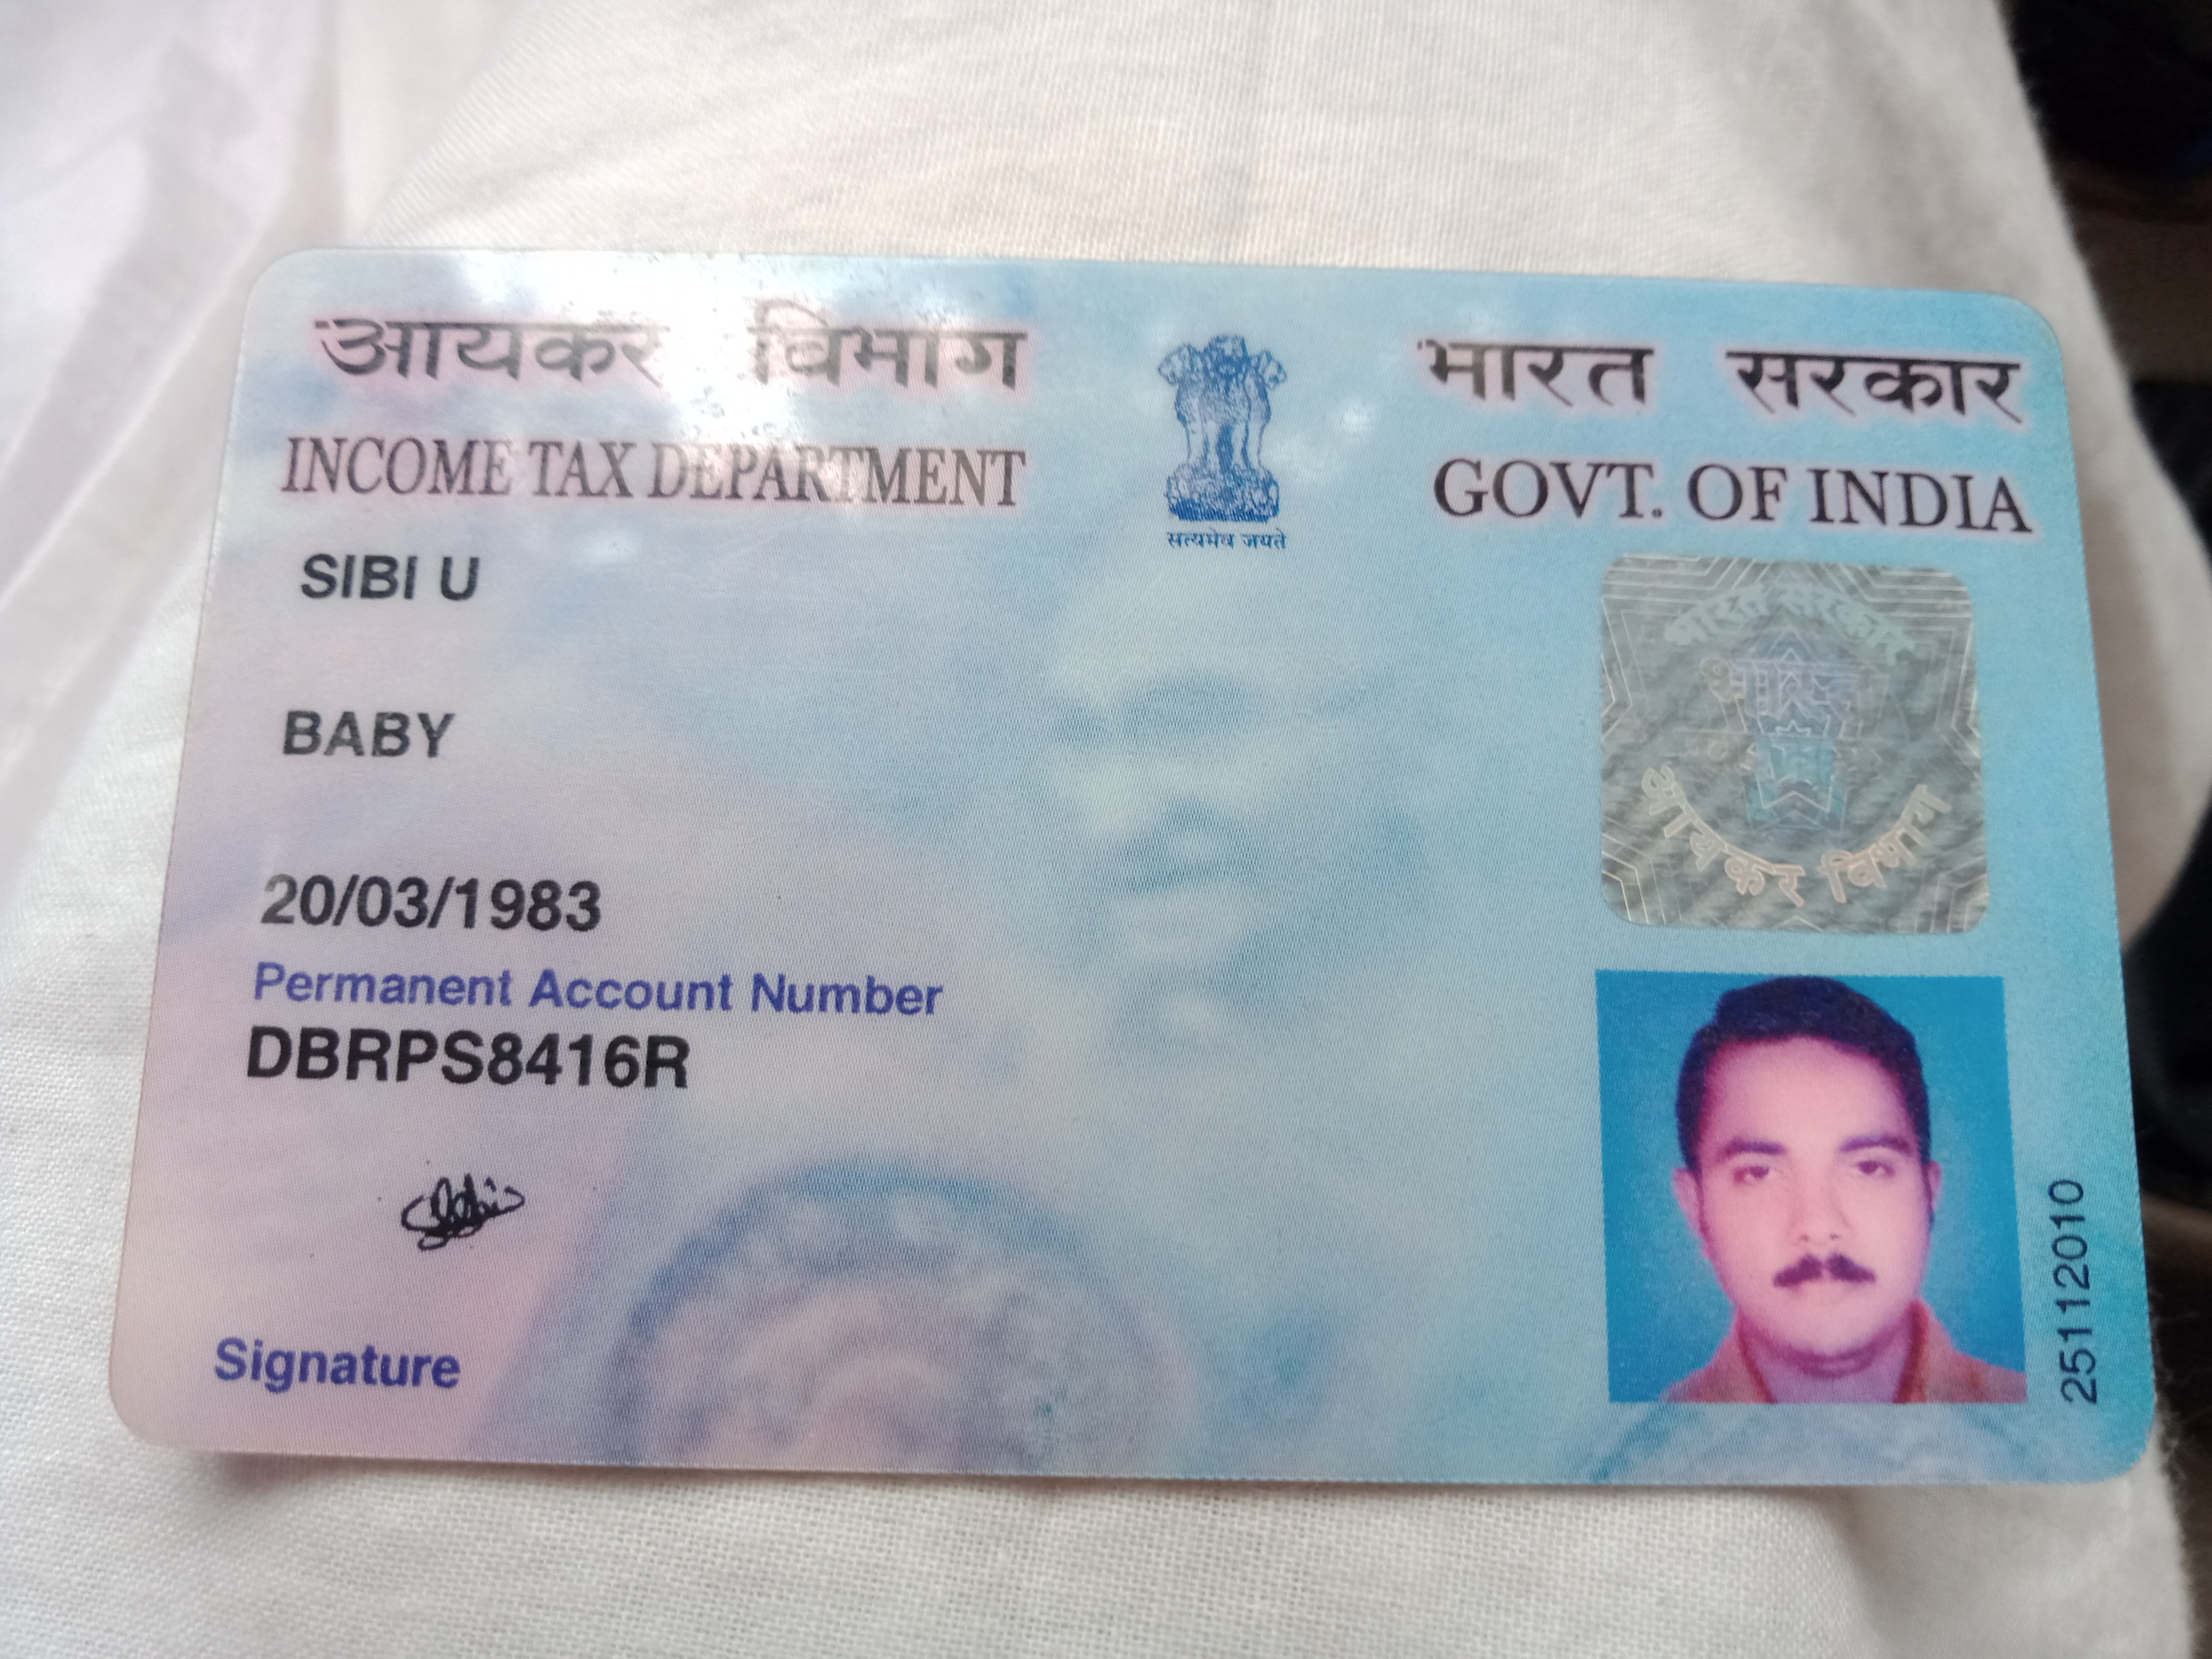 आयकर विभाग
INCOME TAX DEPARTMENT
सत्यमेव जयते
भारत सरकार
GOVT. OF INDIA
SIBI U
BABY
20/03/1983
Permanent Account Number
DBRPS8416R
Signature
भारत सरकार
आयकर विभाग
25112010